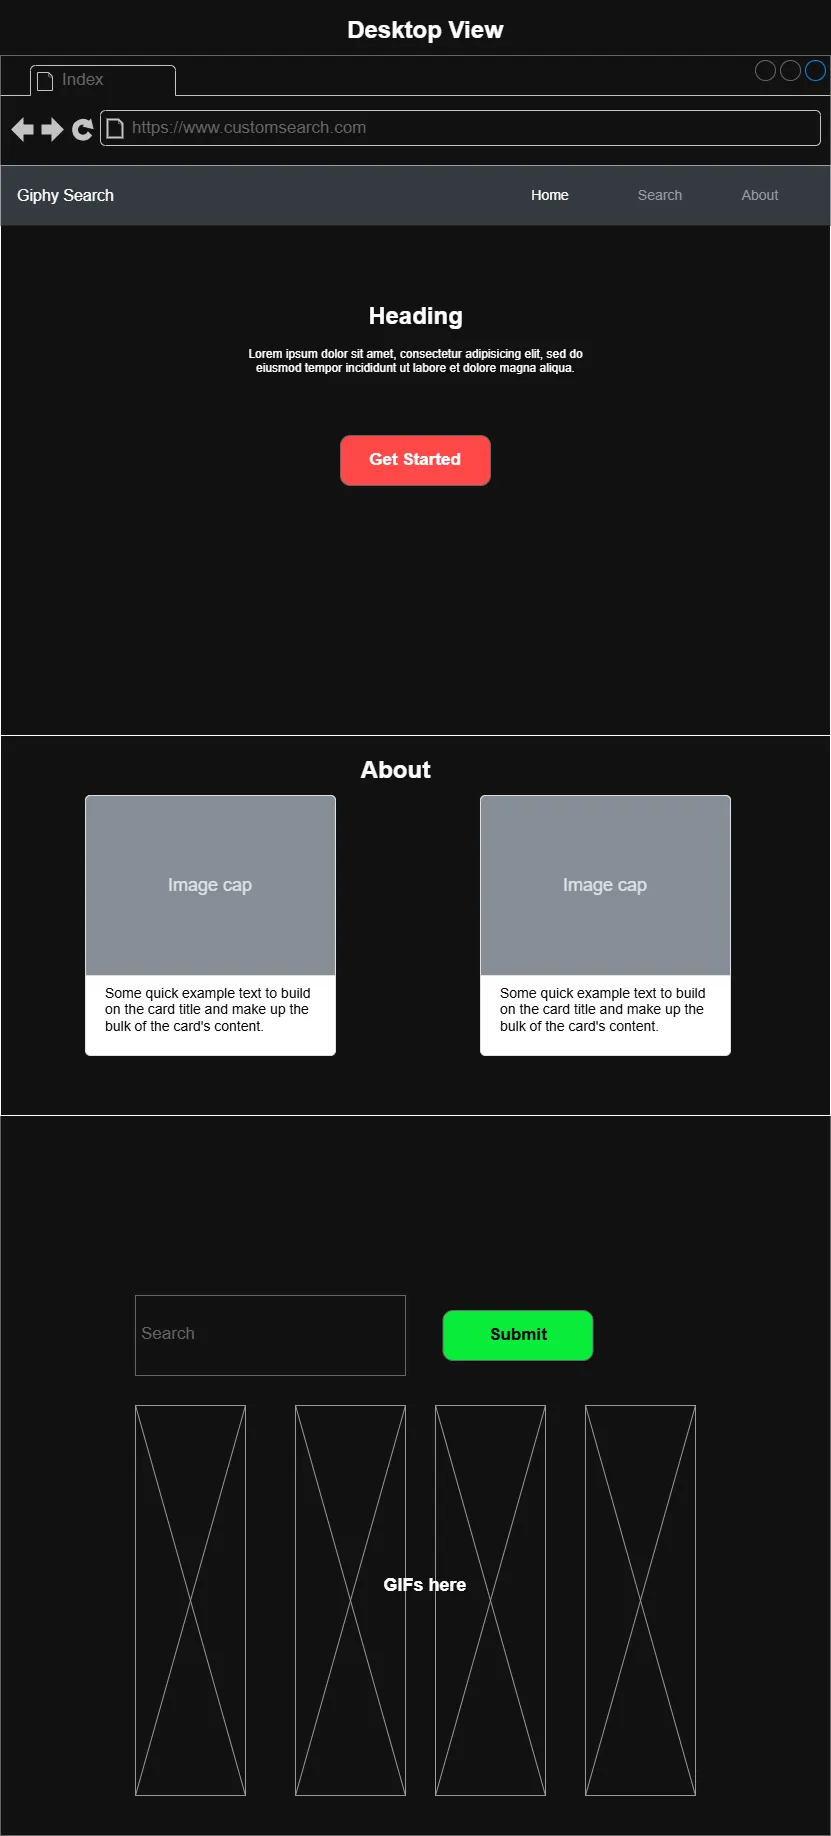 Desktop View
Index
https://www.customsearch.com
Giphy Search
Home
Search
About
Heading
Lorem ipsum dolor sit amet, consectetur adipisicing elit, sed do
eiusmod tempor incididunt ut labore et dolore magna aliqua.
Get Started
About
Image cap
Some quick example text to build
on the card title and make up the
bulk of the card's content.
Image cap
Some quick example text to build
on the card title and make up the
bulk of the card's content.
Search
Submit
GIFs here